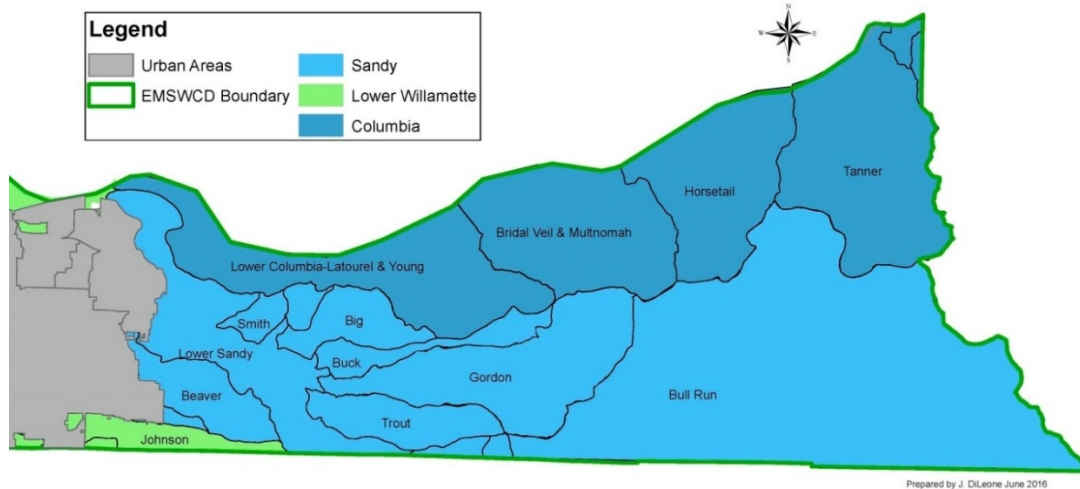 Legend
Urban Areas
EMSWCD Boundary
Sandy
Lower Willamette
Columbia
N
W
E
S
Tanner
Horsetail
Bridal Veil & Multnomah
Lower Columbia-Latourel & Young
Smith
Big
Lower Sandy
Buck
Gordon
Beaver
Bull Run
Trout
Johnson
Prepared by J. DiLeone June 2016